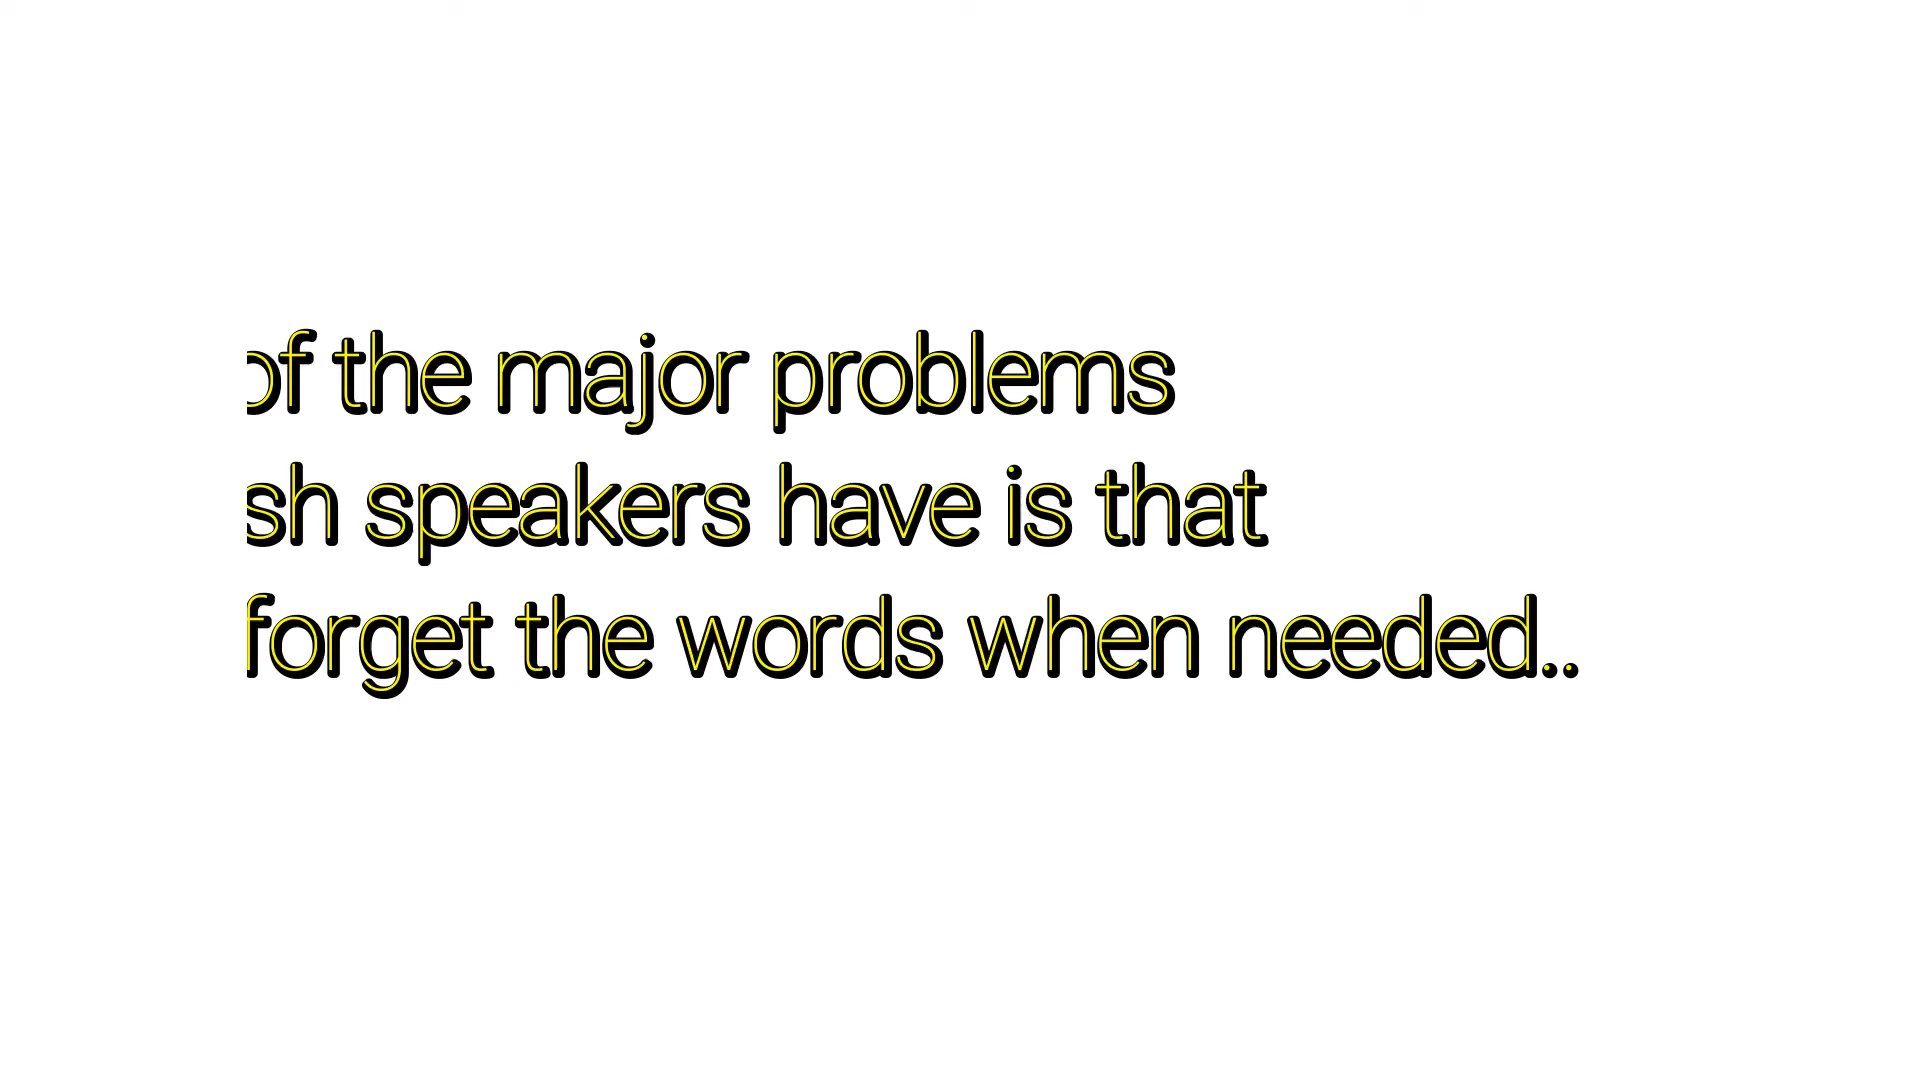 of the major problems
sh speakers have is that
forget the words when needed..